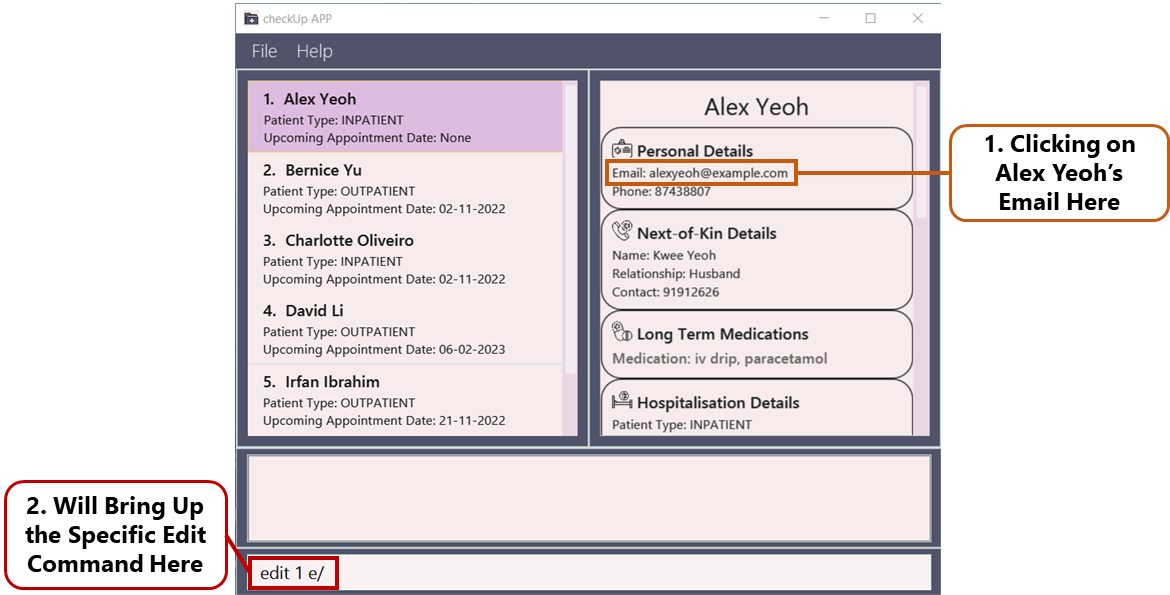 checkUp APP
File Help
1. Alex Yeoh
Patient Type: INPATIENT
Upcoming Appointment Date: None
2. Bernice Yu
Patient Type: OUTPATIENT
Upcoming Appointment Date: 02-11-2022
3. Charlotte Oliveiro
Patient Type: INPATIENT
Upcoming Appointment Date: 02-11-2022
4. David Li
Patient Type: OUTPATIENT
Upcoming Appointment Date: 06-02-2023
5. Irfan Ibrahim
Patient Type: OUTPATIENT
Upcoming Appointment Date: 21-11-2022
Alex Yeoh
Personal Details
Email: alexyeoh@example.com
Phone: 87438807
Next-of-Kin Details
Name: Kwee Yeoh
Relationship: Husband
Contact: 91912626
Long Term Medications
Medication: iv drip, paracetamol
Hospitalisation Details
Patient Type: INPATIENT
1. Clicking on
Alex Yeoh’s
Email Here
2. Will Bring Up
the Specific Edit
Command Here
edit 1 e/